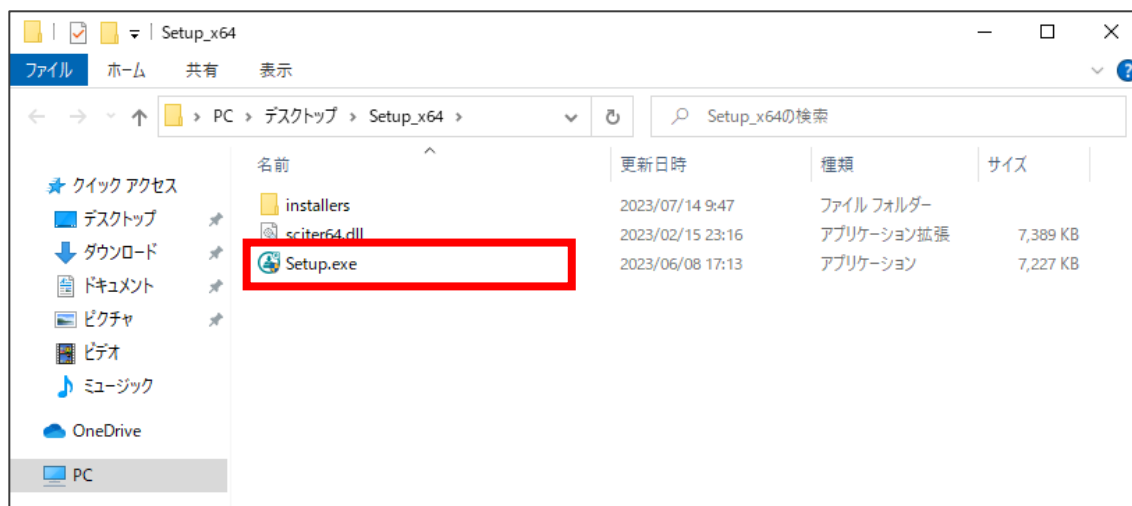 Setup_x64
ファイル ホーム 共有 表示
PC デスクトップ Setup_x64
Setup_x64の検索
名前 更新日時 種類 サイズ
クイック アクセス
デスクトップ
ダウンロード
ドキュメント
ピクチャ
ビデオ
ミュージック
OneDrive
PC
installers 2023/07/14 9:47 ファイル フォルダー
sciter64.dll 2023/02/15 23:16 アプリケーション拡張 7,389 KB
Setup.exe 2023/06/08 17:13 アプリケーション 7,227 KB